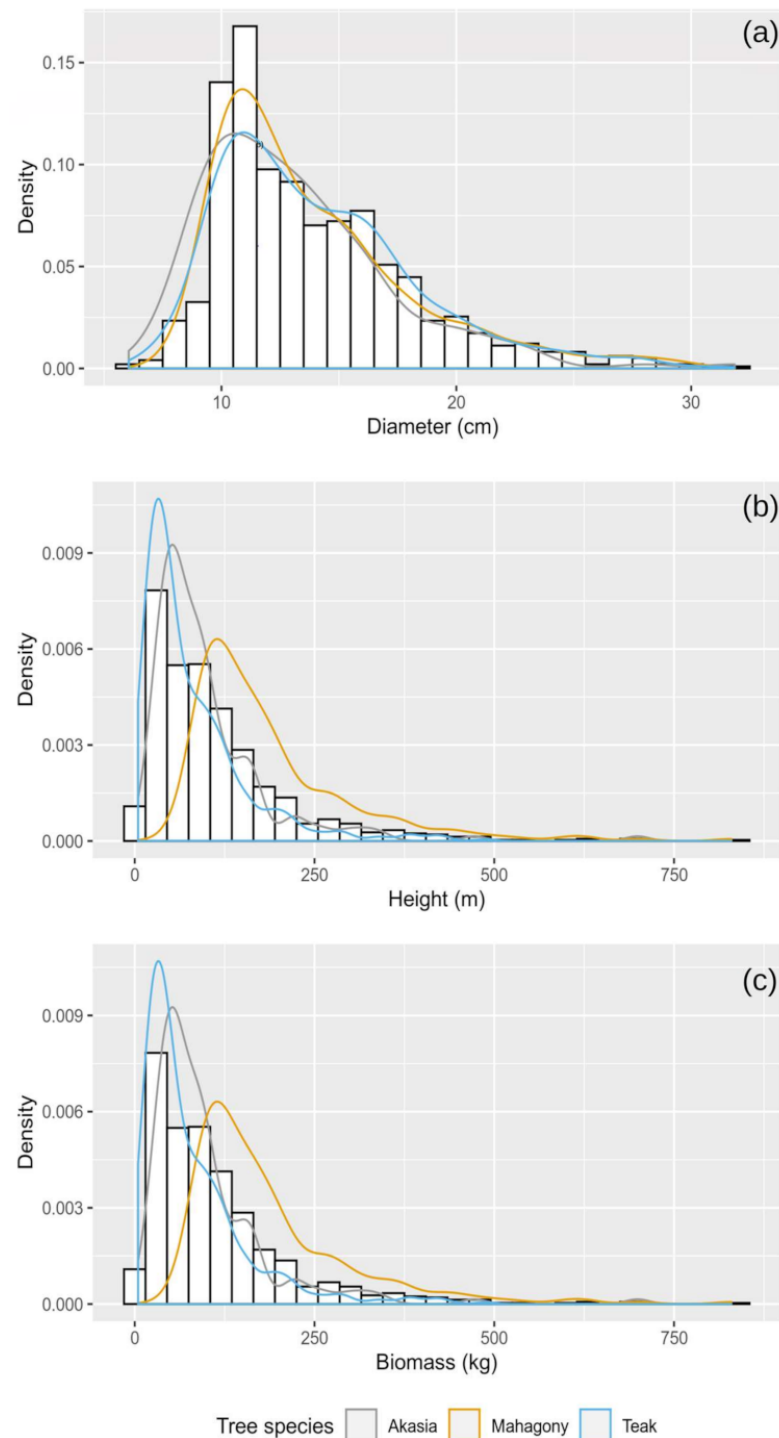 (a)
0.15
0.10
0.05
0.00
Density
10 20 30
Diameter (cm)
(b)
0.009
0.006
0.003
0.000
Density
0 250 500 750
Height (m)
(c)
0.009
0.006
0.003
0.000
Density
0 250 500 750
Biomass (kg)
Tree species Akasia Mahagony Teak